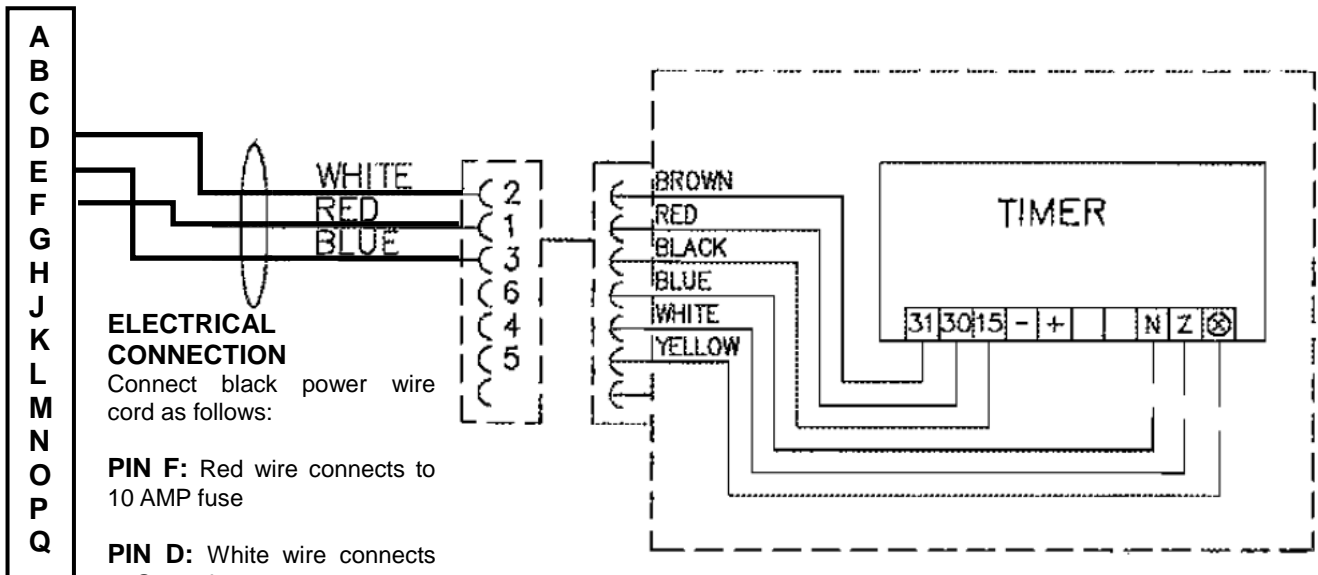 A
B
C
D
E
F
G
H
J
K
L
M
N
O
P
Q
WHITE
RED
BLUE
2
1
3
6
4
5
ELECTRICAL
CONNECTION
Connect black power wire
cord as follows:
PIN F: Red wire connects to
10 AMP fuse
PIN D: White wire connects
BROWN
RED
BLACK
BLUE
WHITE
YELLOW
TIMER
31 30 15 - + N Z ⊗